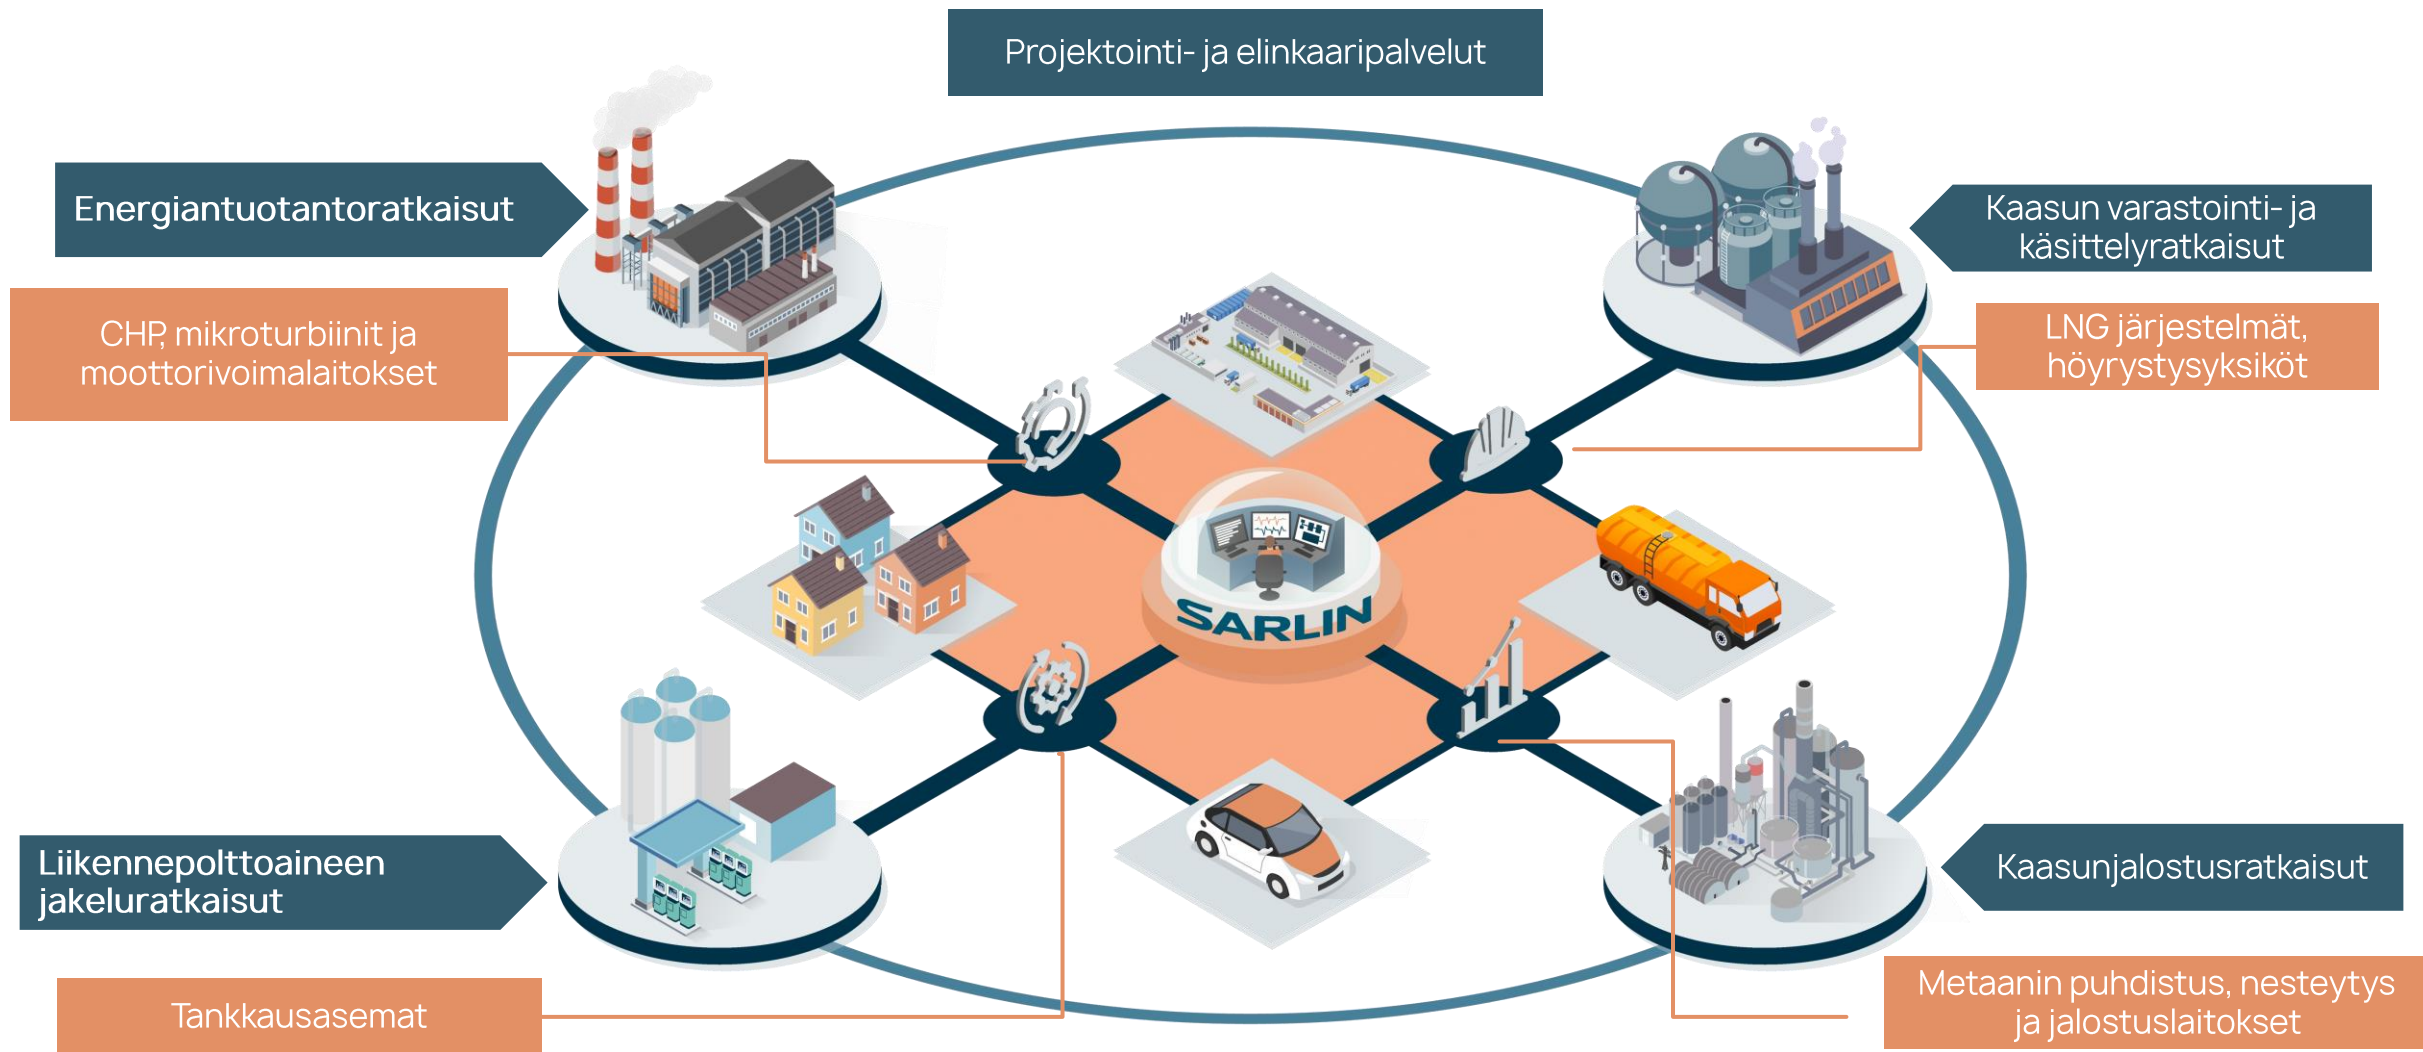 Projektointi- ja elinkaaripalvelut
Energiantuotantoratkaisut
CHP, mikroturbiinit ja
moottorivoimalaitokset
Kaasun varastointi- ja
käsittelyratkaisut
LNG järjestelmät,
höyrystysyksiköt
SARLIN
Liikennepolttoaineen
jakeluratkaisut
Tankkausasemat
Kaasunjalostusratkaisut
Metaanin puhdistus, nesteytys
ja jalostuslaitokset